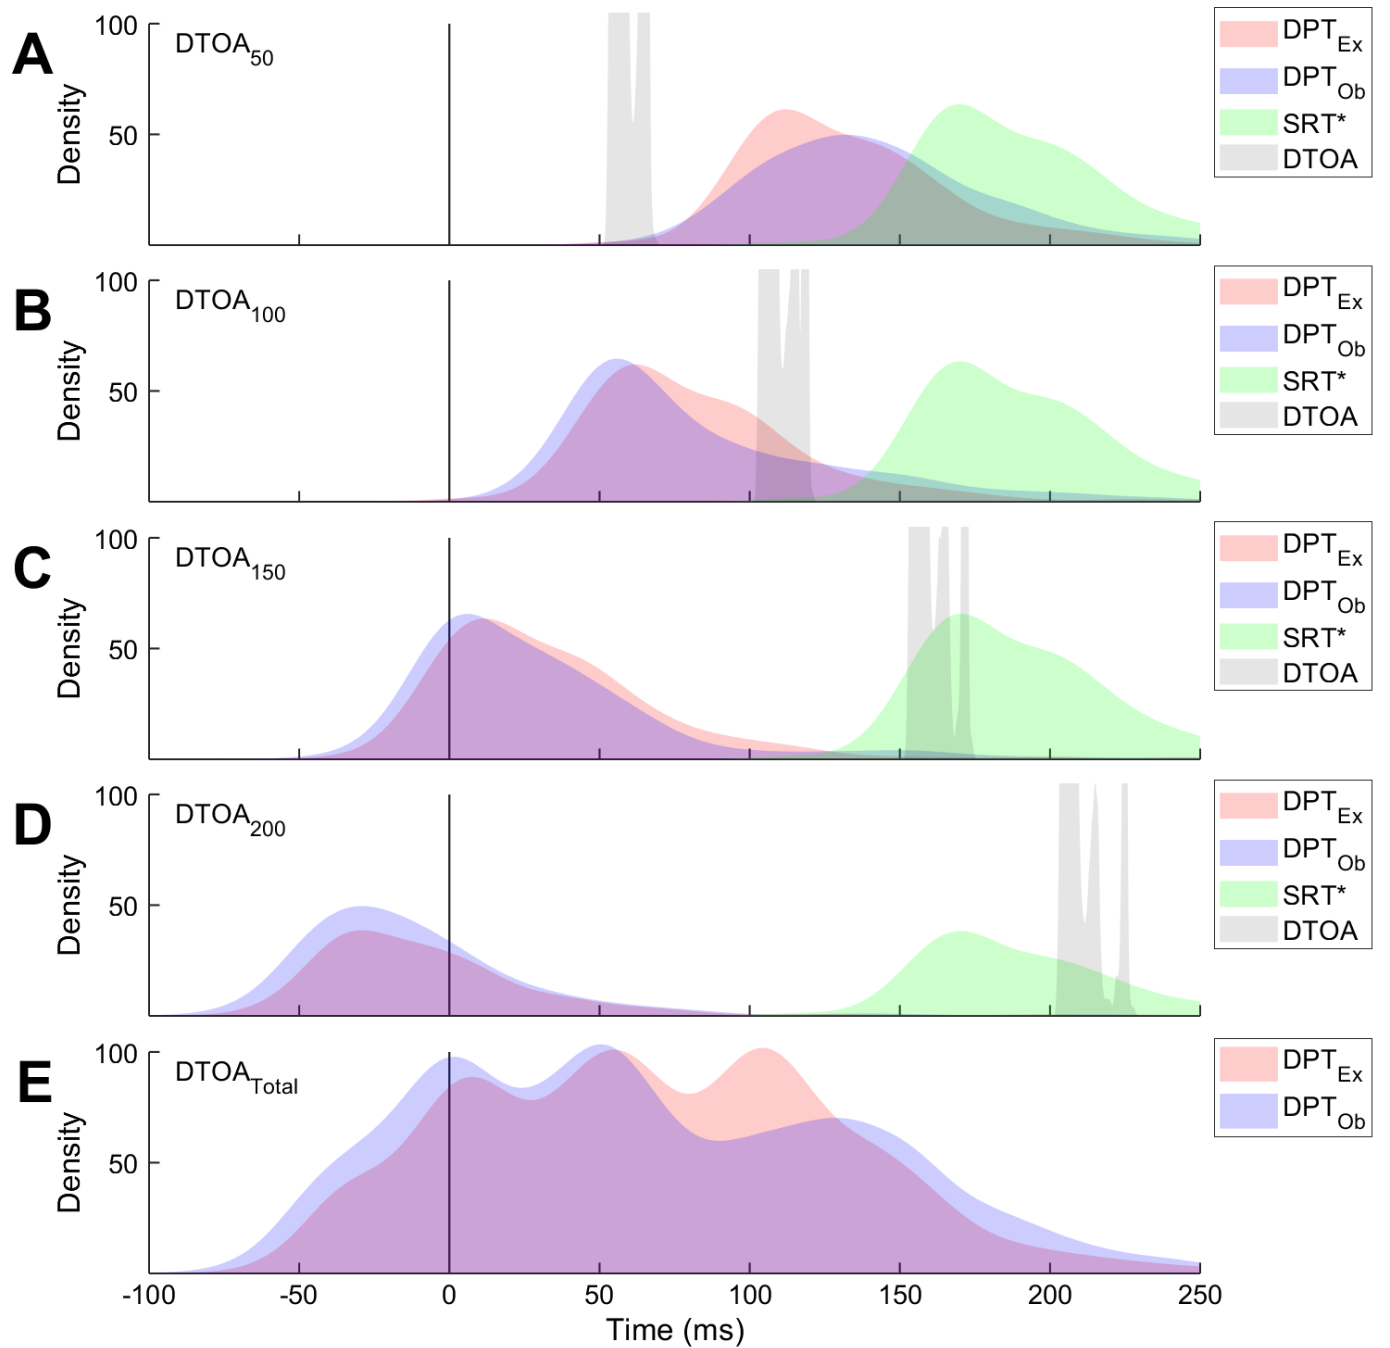 A
DTOA50
100
50
Density
DPTEx
DPTOb
SRT*
DTOA
B
DTOA100
100
50
Density
DPTEx
DPTOb
SRT*
DTOA
C
DTOA150
100
50
Density
DPTEx
DPTOb
SRT*
DTOA
D
DTOA200
100
50
Density
DPTEx
DPTOb
SRT*
DTOA
E
DTOATotal
100
50
Density
DPTEx
DPTOb
-100 -50 0 50 100 150 200 250
Time (ms)